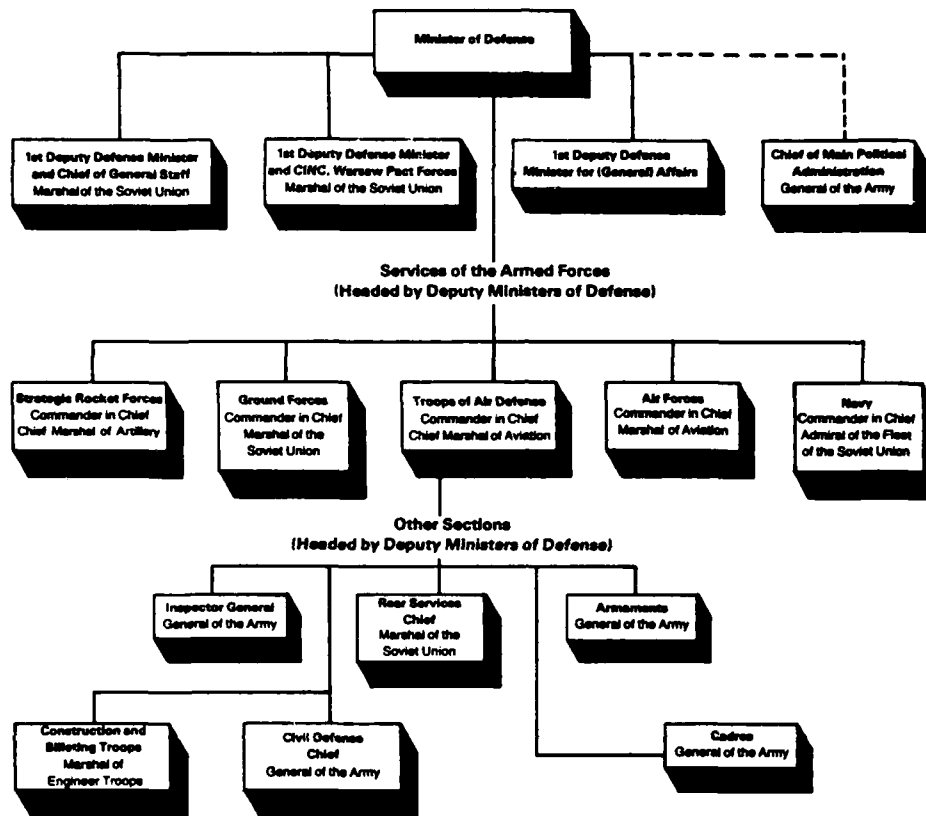 Minister of Defense
1st Deputy Defense Minister
and Chief of General Staff
Marshal of the Soviet Union
1st Deputy Defense Minister
and CINC, Warsaw Pact Forces
Marshal of the Soviet Union
1st Deputy Defense
Minister for (General) Affairs
Chief of Main Political
Administration
General of the Army
Services of the Armed Forces
(Headed by Deputy Ministers of Defense)
Strategic Rocket Forces
Commander in Chief
Chief Marshal of Artillery
Ground Forces
Commander in Chief
Marshal of the
Soviet Union
Troops of Air Defense
Commander in Chief
Chief Marshal of Aviation
Air Forces
Commander in Chief
Marshal of Aviation
Navy
Commander in Chief
Admiral of the Fleet
of the Soviet Union
Other Sections
(Headed by Deputy Ministers of Defense)
Inspector General
General of the Army
Rear Services
Chief
Marshal of the
Soviet Union
Armaments
General of the Army
Construction and
Billeting Troops
Marshal of
Engineer Troops
Civil Defense
Chief
General of the Army
Cadres
General of the Army